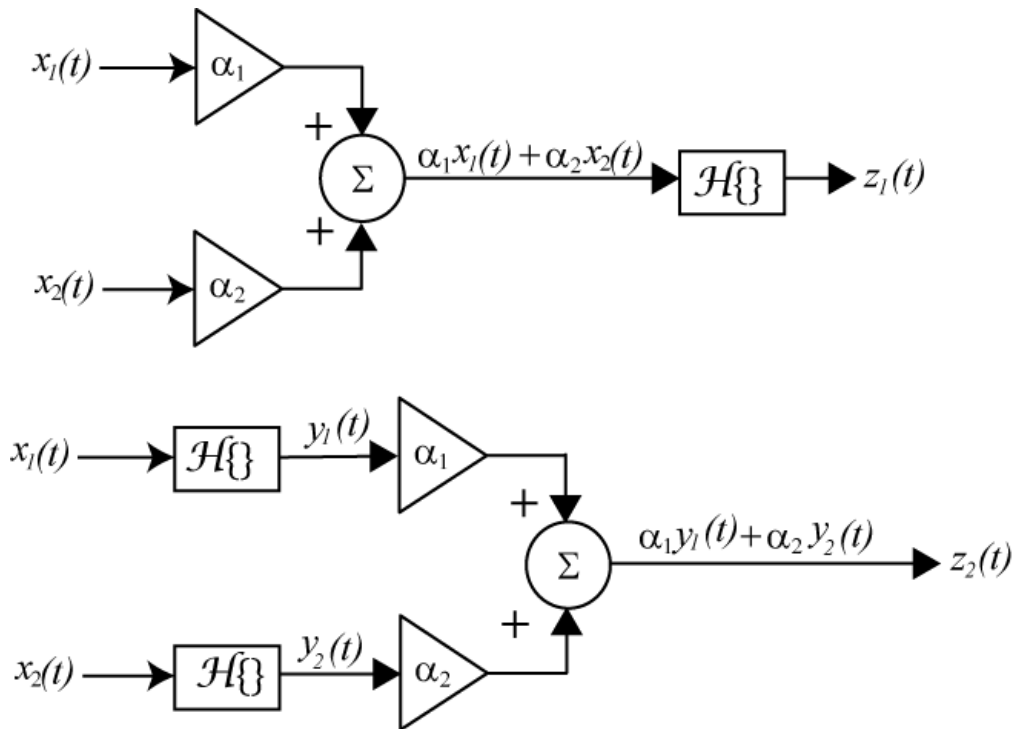 x₁(t) α₁
+
Σ α₁x₁(t) + α₂x₂(t) ℋ{} z₁(t)
+
x₂(t) α₂
x₁(t) ℋ{} y₁(t) α₁
+
Σ α₁y₁(t) + α₂y₂(t) z₂(t)
+
x₂(t) ℋ{} y₂(t) α₂